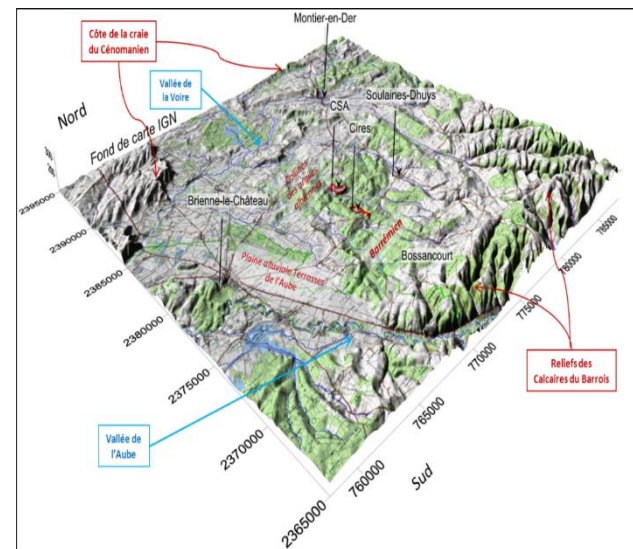 Côte de la craie
du Cénomanien
Montier-en-Der
Nord
Vallée de
la Voire
Soulaines-Dhuys
CSA
Cires
Fond de carte IGN
Brienne-le-Château
des argiles
Barrémien
Bossancourt
Plaine alluviale Terrasses
de l'Aube
2395000
2390000
2385000
2380000
2375000
2370000
2365000
785000
780000
775000
770000
765000
760000
Reliefs des
Calcaires du Barrois
Vallée de
l'Aube
Sud